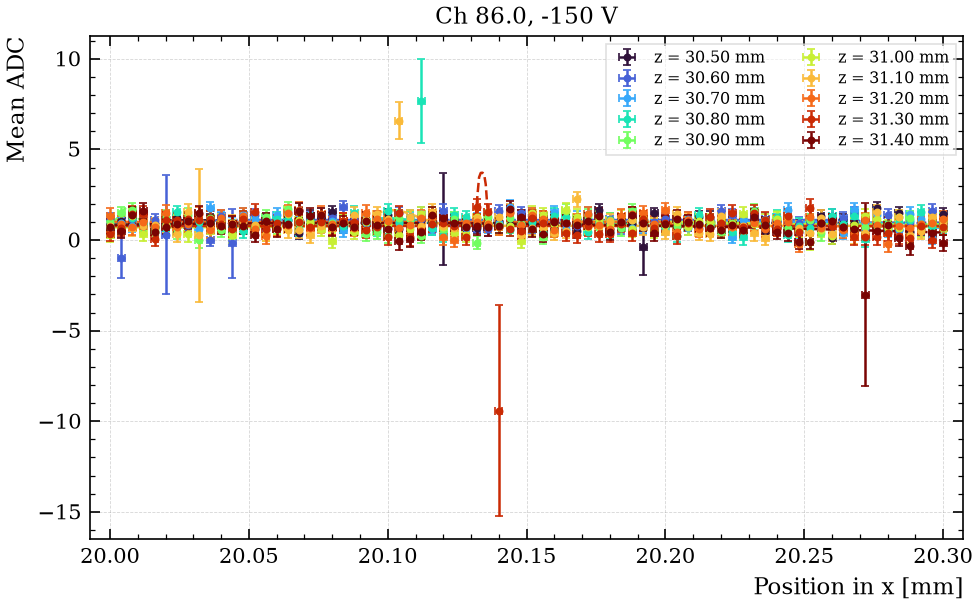 Ch 86.0, -150 V
Mean ADC
10
5
0
−5
−10
−15
z = 30.50 mm
z = 30.60 mm
z = 30.70 mm
z = 30.80 mm
z = 30.90 mm
z = 31.00 mm
z = 31.10 mm
z = 31.20 mm
z = 31.30 mm
z = 31.40 mm
20.00 20.05 20.10 20.15 20.20 20.25 20.30
Position in x [mm]